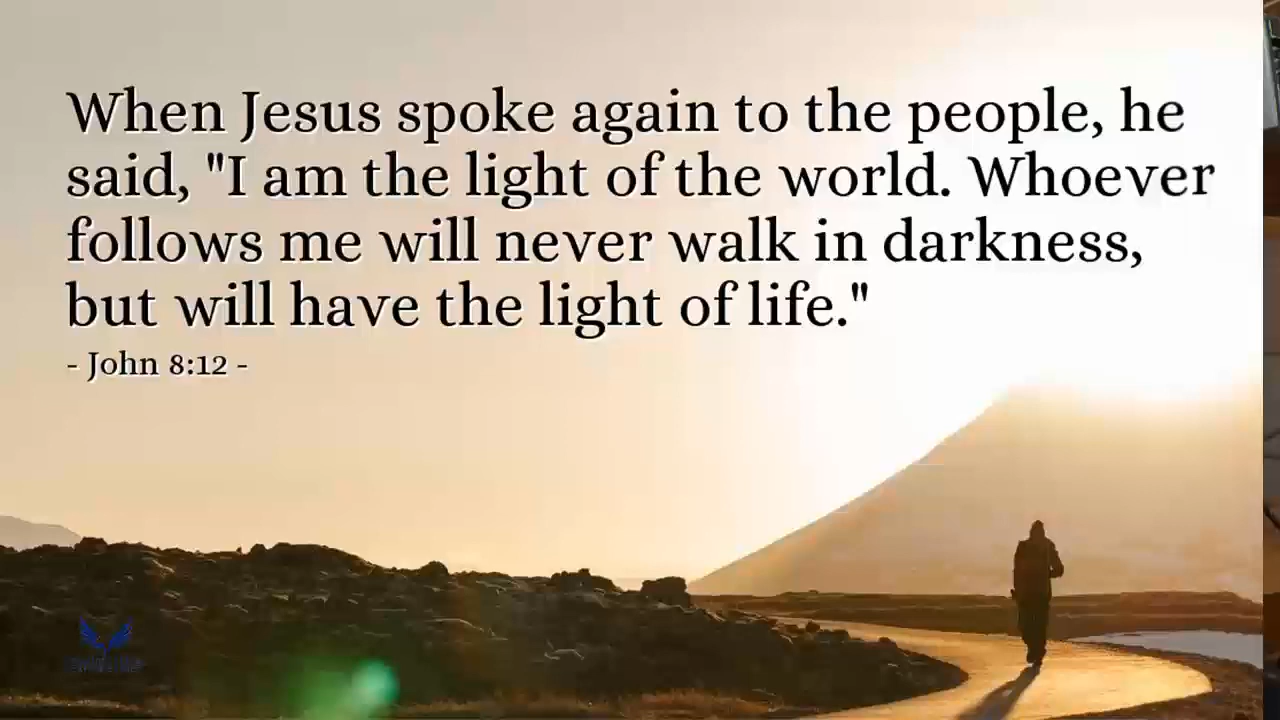 When Jesus spoke again to the people, he
said, "I am the light of the world. Whoever
follows me will never walk in darkness,
but will have the light of life."
- John 8:12 -